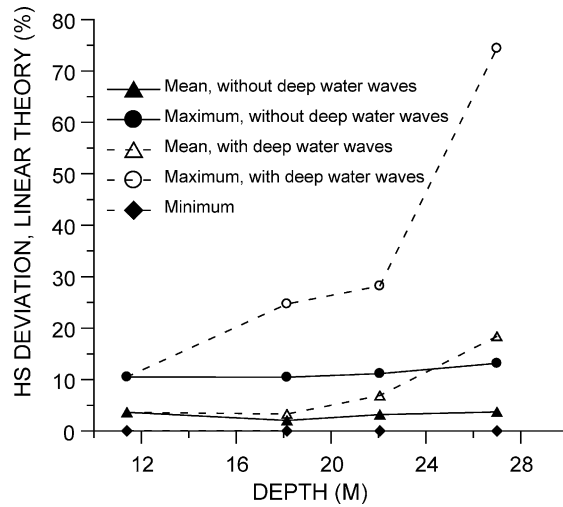 HS DEVIATION, LINEAR THEORY (%)
80
70
60
50
40
30
20
10
0
Mean, without deep water waves
Maximum, without deep water waves
Mean, with deep water waves
Maximum, with deep water waves
Minimum
12 16 20 24 28
DEPTH (M)